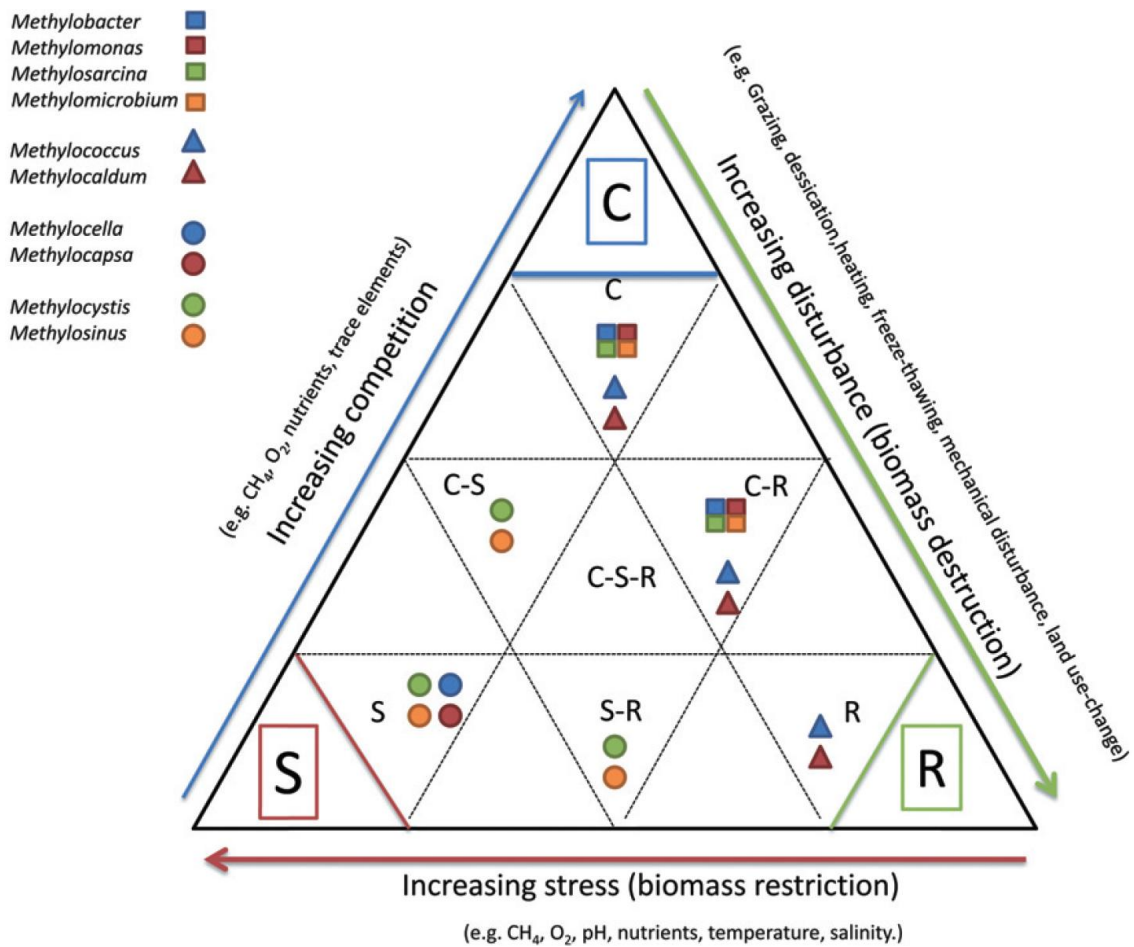 Methylobacter
Methylomonas
Methylosarcina
Methylomicrobium
Methylococcus
Methylocaldum
Methylocella
Methylocapsa
Methylocystis
Methylosinus
(e.g. CH₄, O₂, nutrients, trace elements)
Increasing competition
(e.g. Grazing, dessication,heating, freeze-thawing, mechanical disturbance, land use-change)
Increasing disturbance (biomass destruction)
C
C
C-S
C-R
C-S-R
S
S-R
R
S
R
Increasing stress (biomass restriction)
(e.g. CH₄, O₂, pH, nutrients, temperature, salinity.)